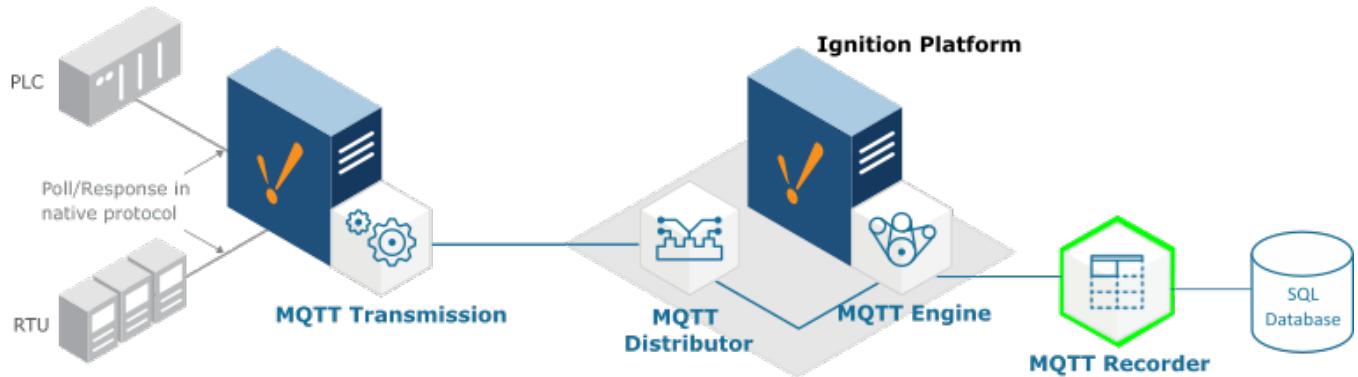 Ignition Platform
PLC
Poll/Response in
native protocol
RTU
MQTT Transmission
MQTT
Distributor
MQTT Engine
MQTT Recorder
SQL
Database